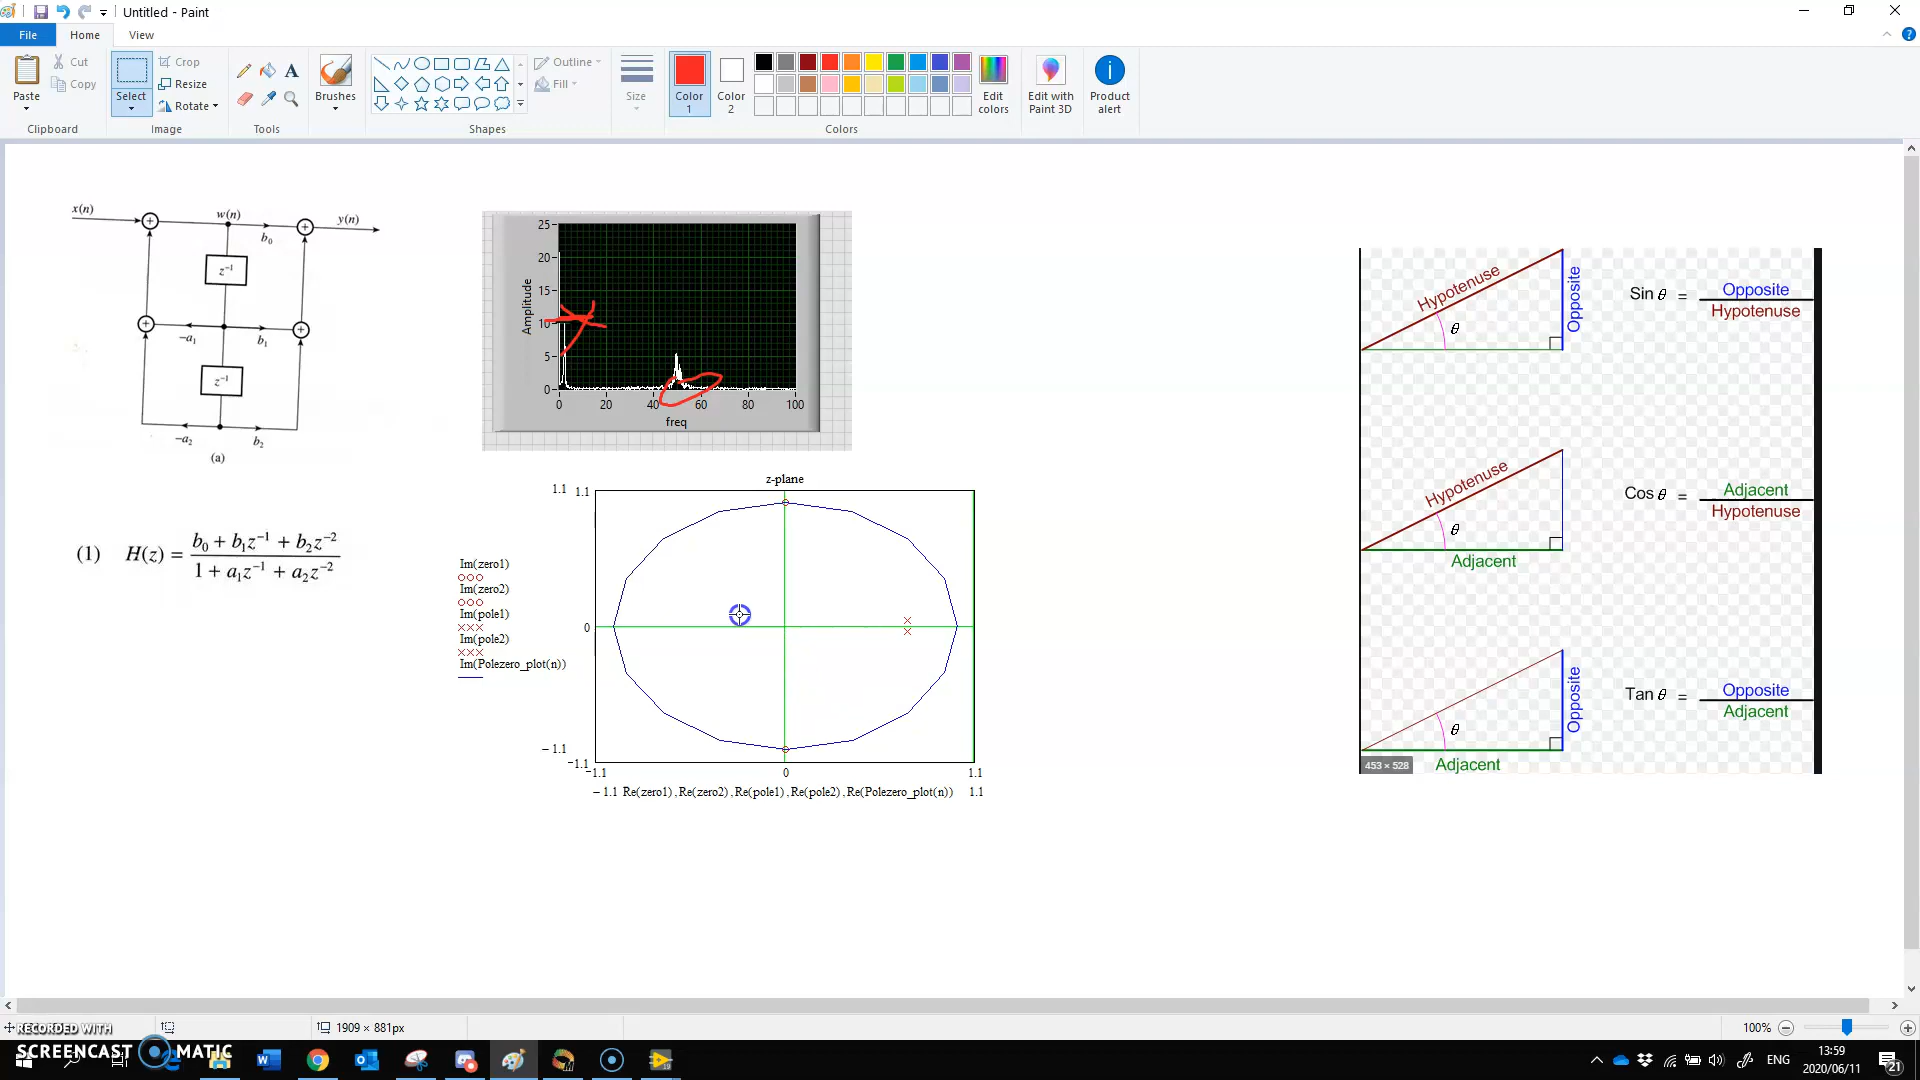 Untitled - Paint
File Home View
Paste
Cut
Copy
Clipboard
Select
Crop
Resize
Rotate
Image
A
Tools
Brushes
Shapes
Outline
Fill
Size
Color 1
Color 2
Colors
Edit colors
Edit with Paint 3D
Product alert
x(n)
w(n)
y(n)
b0
z−1
−a1
b1
z−1
−a2
b2
(a)
(1) H(z) = b0 + b1z−1 + b2z−2
1 + a1z−1 + a2z−2
Amplitude
25
20
15
10
5
0
0 20 40 60 80 100
freq
z-plane
1.1 1.1
0
−1.1
−1.1
−1.1 0 1.1
−1.1 Re(zero1),Re(zero2),Re(pole1),Re(pole2),Re(Polezero_plot(n)) 1.1
Im(zero1)
Im(zero2)
Im(pole1)
Im(pole2)
Im(Polezero_plot(n))
Hypotenuse
Opposite
θ
Sin θ = Opposite
Hypotenuse
Hypotenuse
θ
Adjacent
Cos θ = Adjacent
Hypotenuse
Opposite
θ
Adjacent
Tan θ = Opposite
Adjacent
453 × 528
1909 × 881px
100%
RECORDED WITH
SCREENCAST MATIC
ENG
13:59
2020/06/11
21